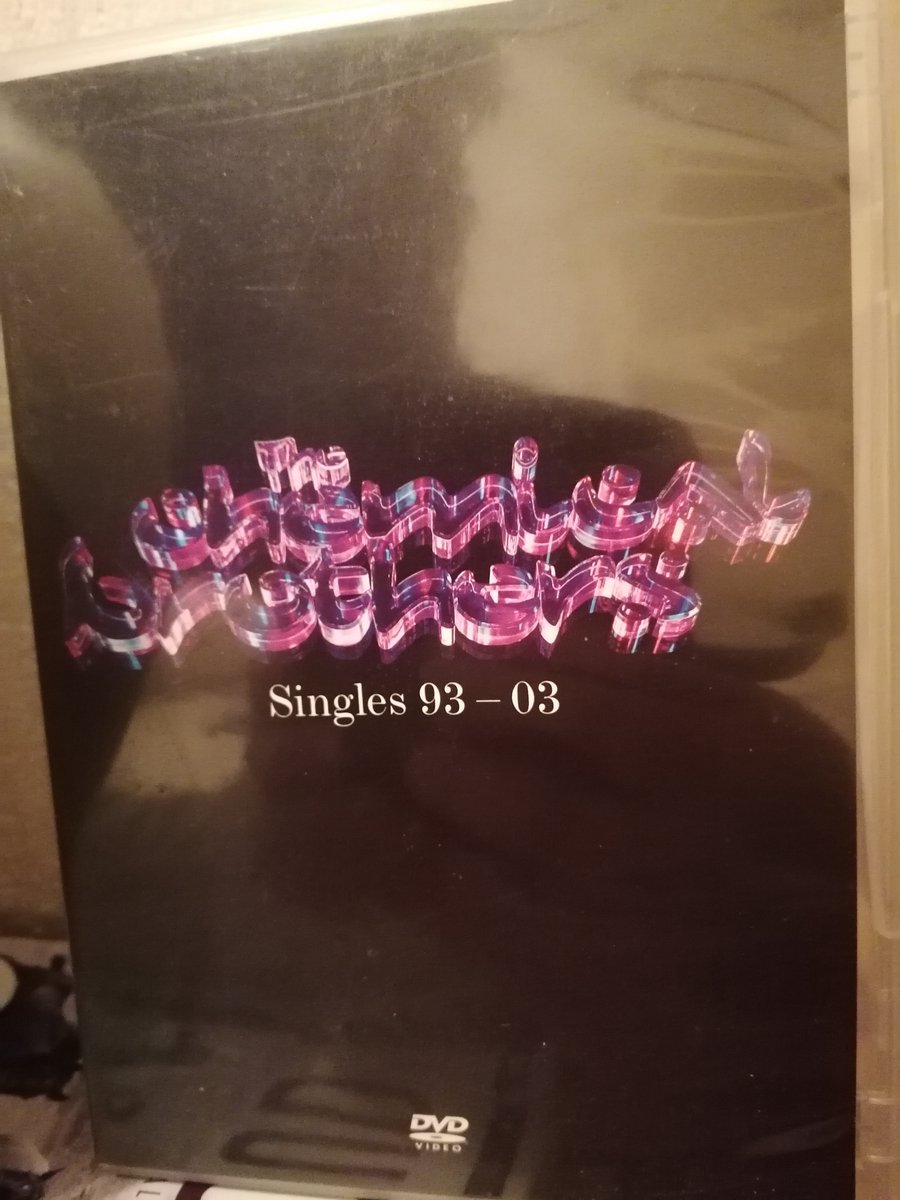 the
chemical
brothers
Singles 93 – 03
DVD
VIDEO